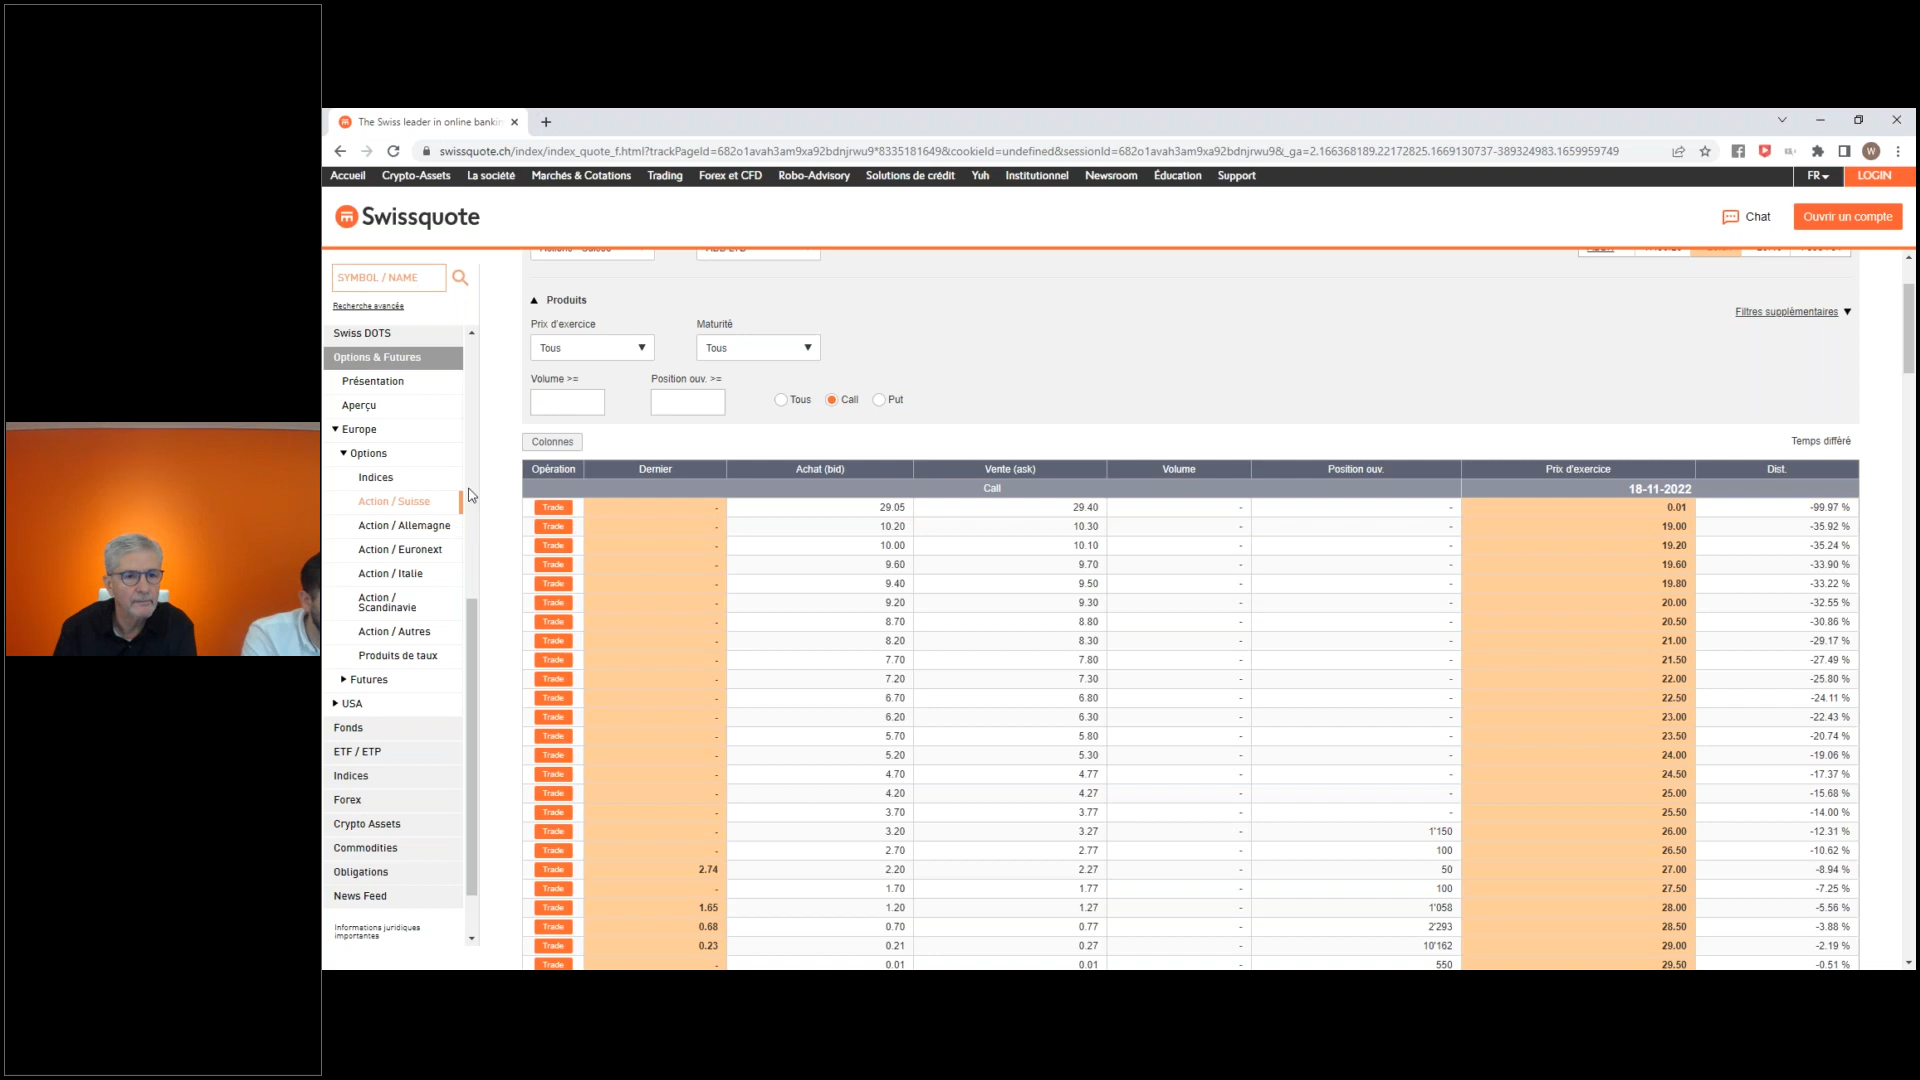 The Swiss leader in online bankin
swissquote.ch/index/index_quote_f.html?trackPageId=682o1avah3am9xa92bdnjrwu9*8335181649&cookieId=undefined&sessionId=682o1avah3am9xa92bdnjrwu9&_ga=2.166368189.22172825.1669130737-389324983.1659959749
W
Accueil Crypto-Assets La société Marchés & Cotations Trading Forex et CFD Robo-Advisory Solutions de crédit Yuh Institutionnel Newsroom Éducation Support FR LOGIN
Swissquote Chat Ouvrir un compte
SYMBOL / NAME
Recherche avancée
Swiss DOTS
Options & Futures
Présentation
Aperçu
Europe
Options
Indices
Action / Suisse
Action / Allemagne
Action / Euronext
Action / Italie
Action /
Scandinavie
Action / Autres
Produits de taux
Futures
USA
Fonds
ETF / ETP
Indices
Forex
Crypto Assets
Commodities
Obligations
News Feed
Informations juridiques
importantes
Produits
Filtres supplémentaires
Prix d'exercice Maturité
Tous Tous
Volume >= Position ouv. >=
Tous Call Put
Colonnes Temps différé
Opération Dernier Achat (bid) Vente (ask) Volume Position ouv. Prix d'exercice Dist.
Call 18-11-2022
Trade - 29.05 29.40 - - 0.01 -99.97 %
Trade - 10.20 10.30 - - 19.00 -35.92 %
Trade - 10.00 10.10 - - 19.20 -35.24 %
Trade - 9.60 9.70 - - 19.60 -33.90 %
Trade - 9.40 9.50 - - 19.80 -33.22 %
Trade - 9.20 9.30 - - 20.00 -32.55 %
Trade - 8.70 8.80 - - 20.50 -30.86 %
Trade - 8.20 8.30 - - 21.00 -29.17 %
Trade - 7.70 7.80 - - 21.50 -27.49 %
Trade - 7.20 7.30 - - 22.00 -25.80 %
Trade - 6.70 6.80 - - 22.50 -24.11 %
Trade - 6.20 6.30 - - 23.00 -22.43 %
Trade - 5.70 5.80 - - 23.50 -20.74 %
Trade - 5.20 5.30 - - 24.00 -19.06 %
Trade - 4.70 4.77 - - 24.50 -17.37 %
Trade - 4.20 4.27 - - 25.00 -15.68 %
Trade - 3.70 3.77 - - 25.50 -14.00 %
Trade - 3.20 3.27 - 1'150 26.00 -12.31 %
Trade - 2.70 2.77 - 100 26.50 -10.62 %
Trade 2.74 2.20 2.27 - 50 27.00 -8.94 %
Trade - 1.70 1.77 - 100 27.50 -7.25 %
Trade 1.65 1.20 1.27 - 1'058 28.00 -5.56 %
Trade 0.68 0.70 0.77 - 2'293 28.50 -3.88 %
Trade 0.23 0.21 0.27 - 10'162 29.00 -2.19 %
Trade - 0.01 0.01 - 550 29.50 -0.51 %